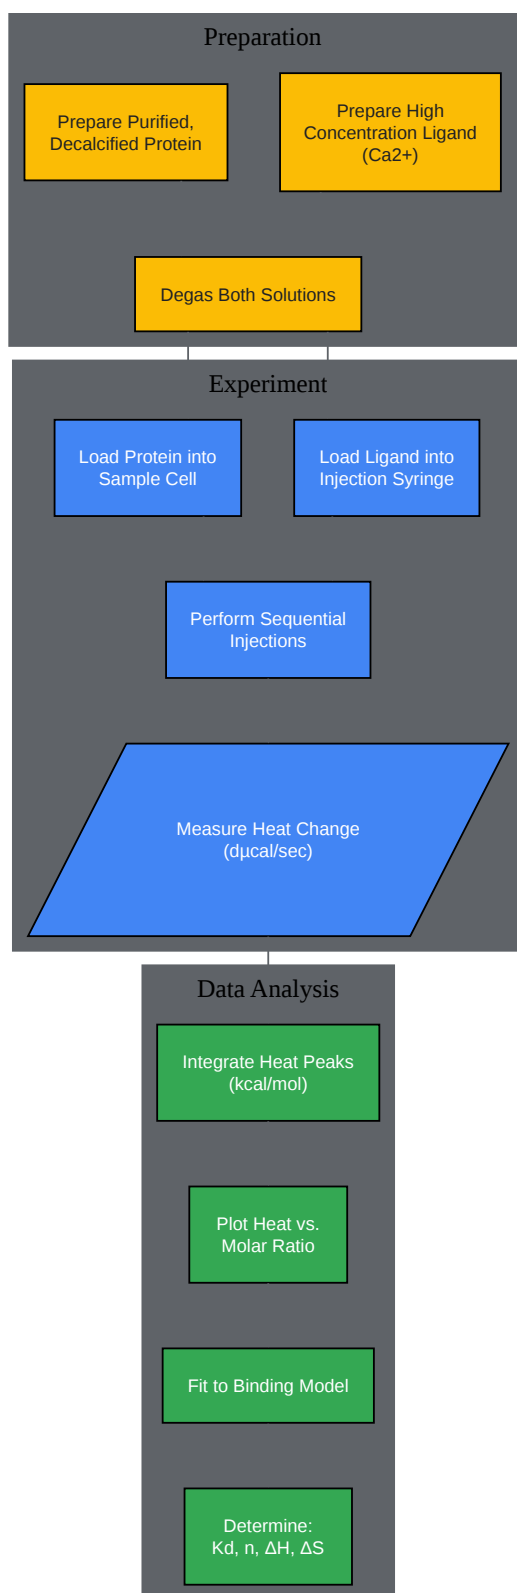 Preparation
Prepare Purified,
Decalcified Protein
Prepare High
Concentration Ligand
(Ca2+)
Degas Both Solutions
Experiment
Load Protein into
Sample Cell
Load Ligand into
Injection Syringe
Perform Sequential
Injections
Measure Heat Change
(dµcal/sec)
Data Analysis
Integrate Heat Peaks
(kcal/mol)
Plot Heat vs.
Molar Ratio
Fit to Binding Model
Determine:
Kd, n, ΔH, ΔS